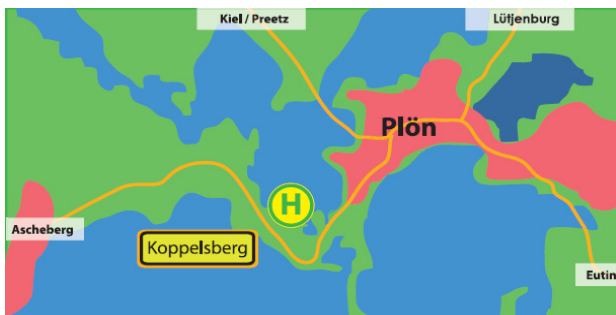 Kiel / Preetz
Lütjenburg
Plön
H
Ascheberg
Koppelsberg
Eutin